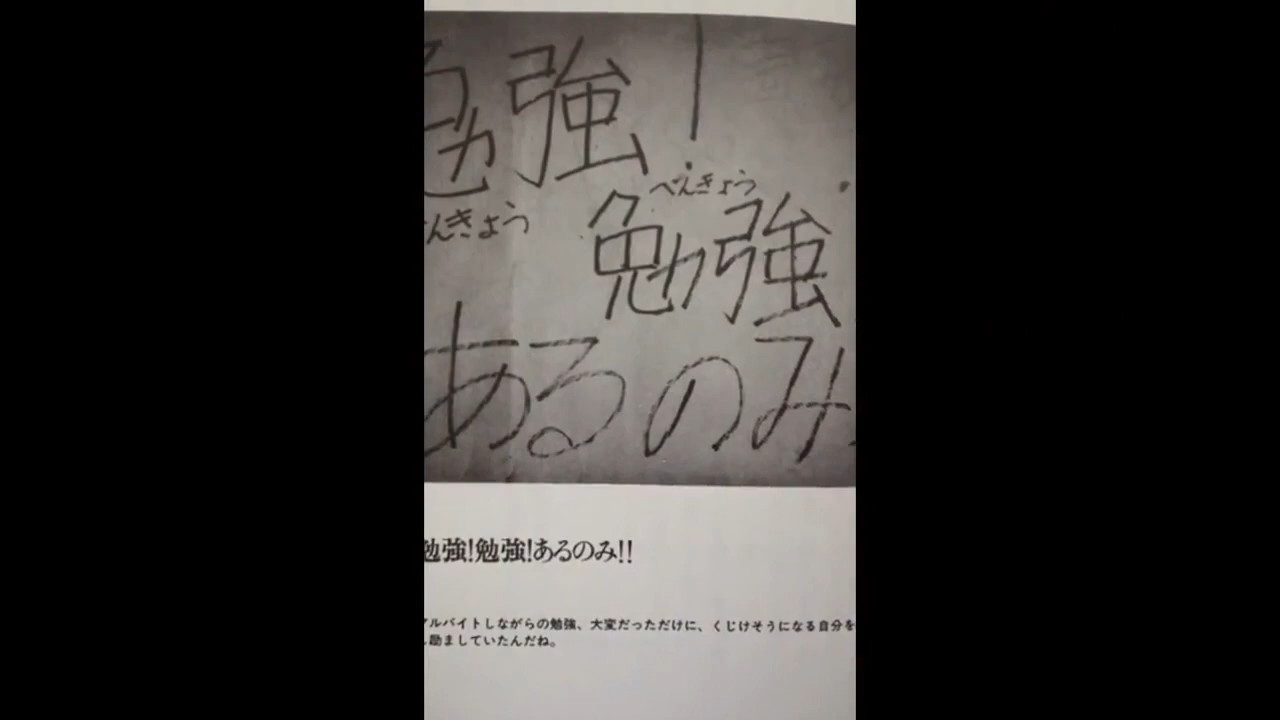 勉強!
んきょう
べんきょう
勉強
あるのみ
勉強!勉強!あるのみ!!
アルバイトしながらの勉強、大変だっただけに、くじけそうになる自分を
励ましていたんだね。